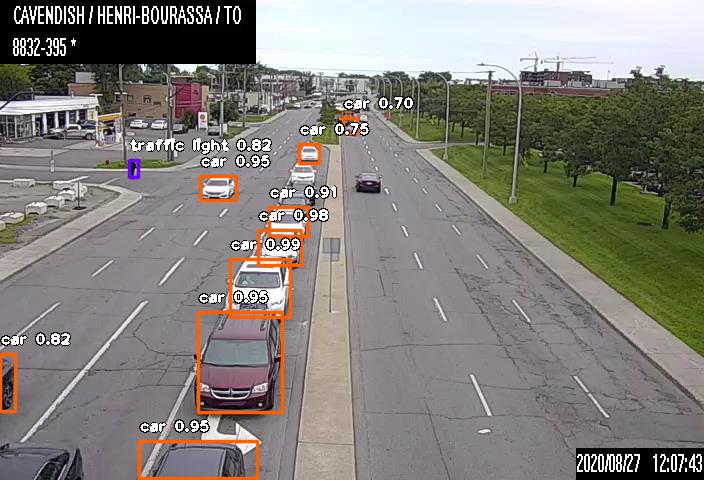 CAVENDISH / HENRI-BOURASSA / TO
8832-395 *
car 0.70
car 0.75
traffic light 0.82
car 0.95
car 0.91
car 0.98
car 0.99
car 0.95
car 0.82
car 0.95
2020/08/27 12:07:43